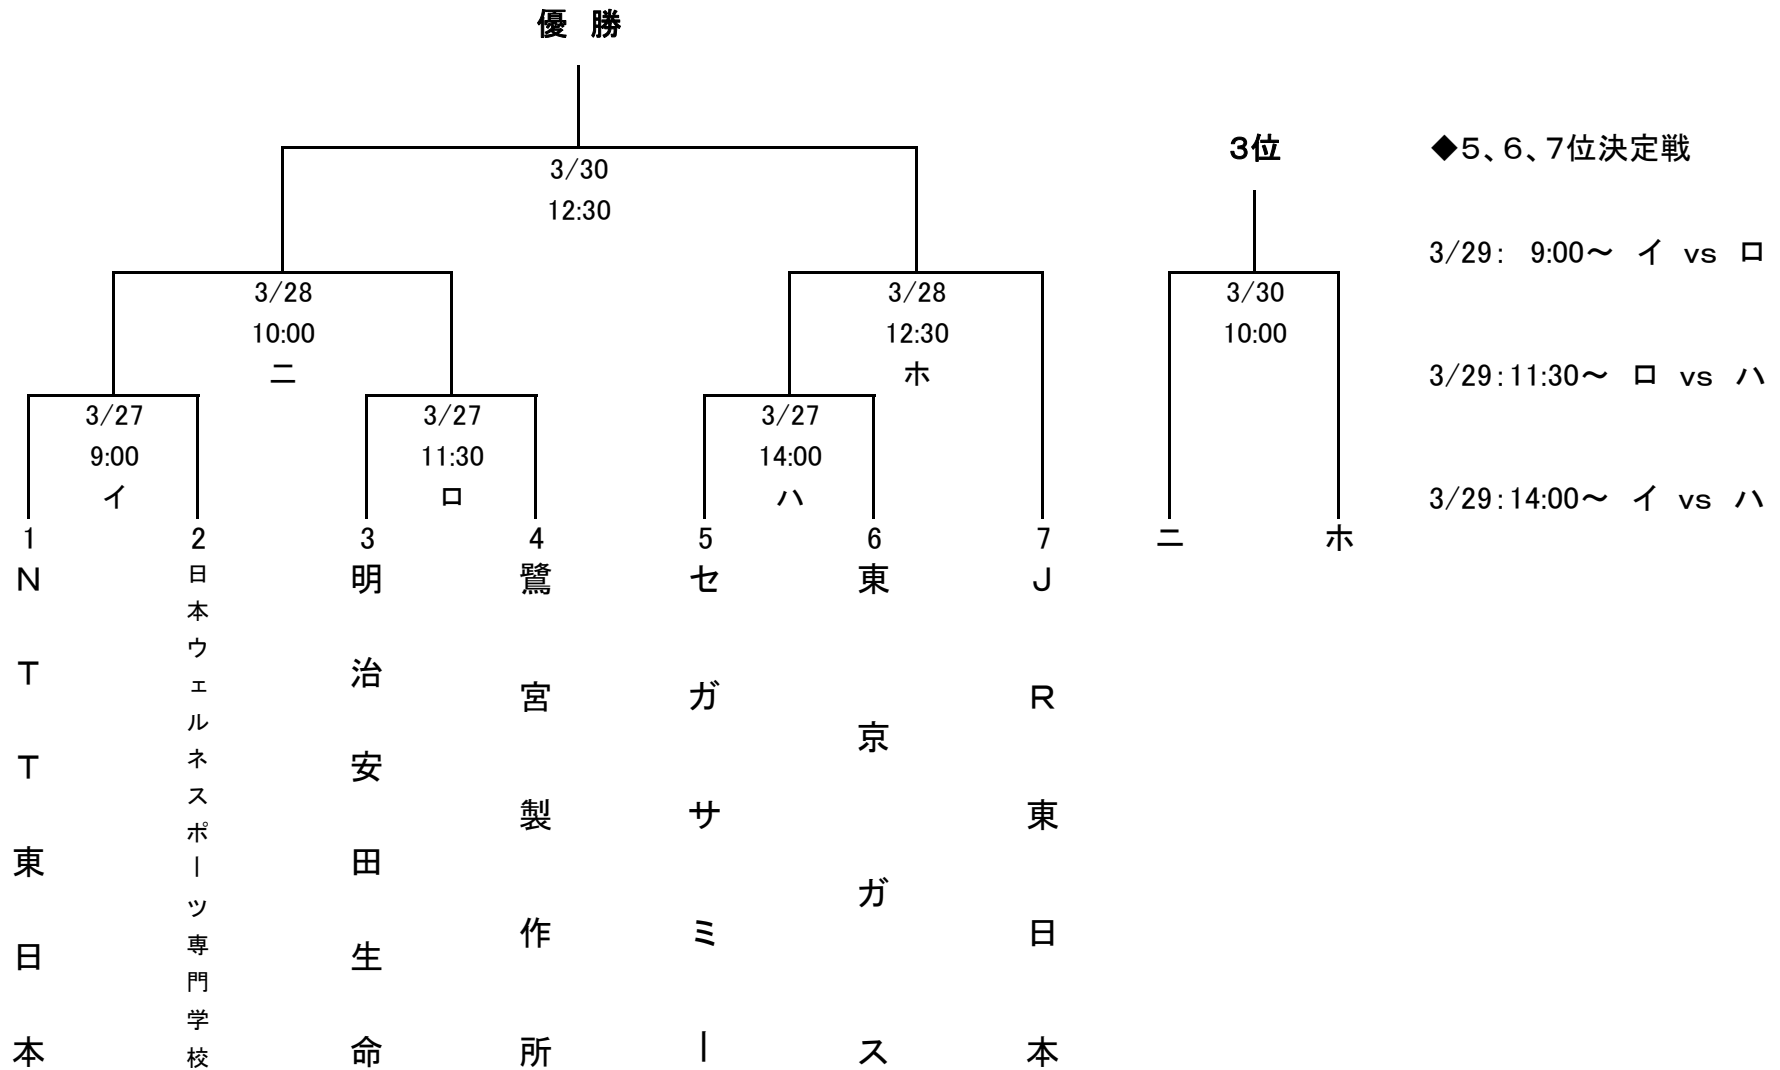 優 勝
3/30
12:30
3位
◆5、6、7位決定戦
3/29: 9:00～ イ vs ロ
3/28
10:00
ニ
3/28
12:30
ホ
3/30
10:00
3/29:11:30～ ロ vs ハ
3/27
9:00
イ
3/27
11:30
ロ
3/27
14:00
ハ
3/29:14:00～ イ vs ハ
1 2 3 4 5 6 7 ニ ホ
NTT東日本
日本ウェルネスポーツ専門学校
明治安田生命
鷺宮製作所
セガサミー
東京ガス
JR東日本